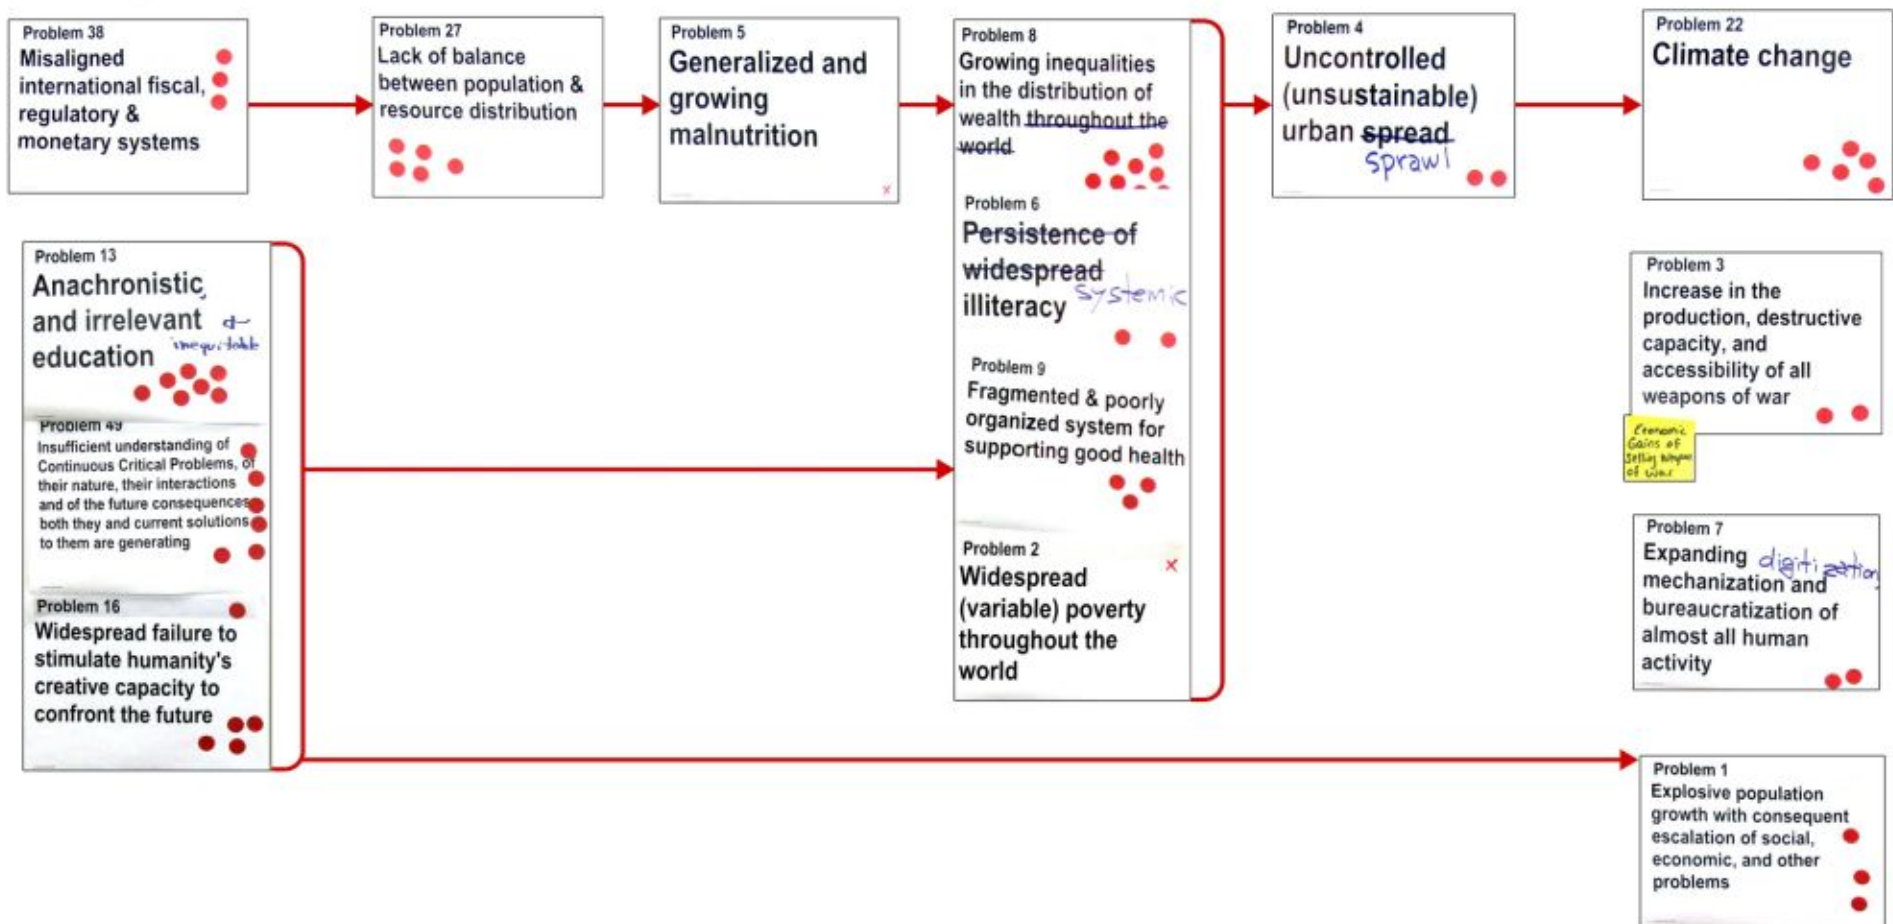 Problem 38
Misaligned
international fiscal,
regulatory &
monetary systems
Problem 27
Lack of balance
between population &
resource distribution
Problem 5
Generalized and
growing
malnutrition
x
Problem 8
Growing inequalities
in the distribution of
wealth throughout the
world
Problem 6
Persistence of
widespread
systemic
illiteracy
Problem 9
Fragmented & poorly
organized system for
supporting good health
Problem 2
x
Widespread
(variable) poverty
throughout the
world
Problem 4
Uncontrolled
(unsustainable)
urban spread
sprawl
Problem 22
Climate change
Problem 13
Anachronistic,
and irrelevant &
inequitable
education
Problem 49
Insufficient understanding of
Continuous Critical Problems, of
their nature, their interactions
and of the future consequences
both they and current solutions
to them are generating
Problem 16
Widespread failure to
stimulate humanity's
creative capacity to
confront the future
Problem 3
Increase in the
production, destructive
capacity, and
accessibility of all
weapons of war
Economic
Gains of
Selling Weapons
of War
Problem 7
Expanding digitization
mechanization and
bureaucratization of
almost all human
activity
Problem 1
Explosive population
growth with consequent
escalation of social,
economic, and other
problems